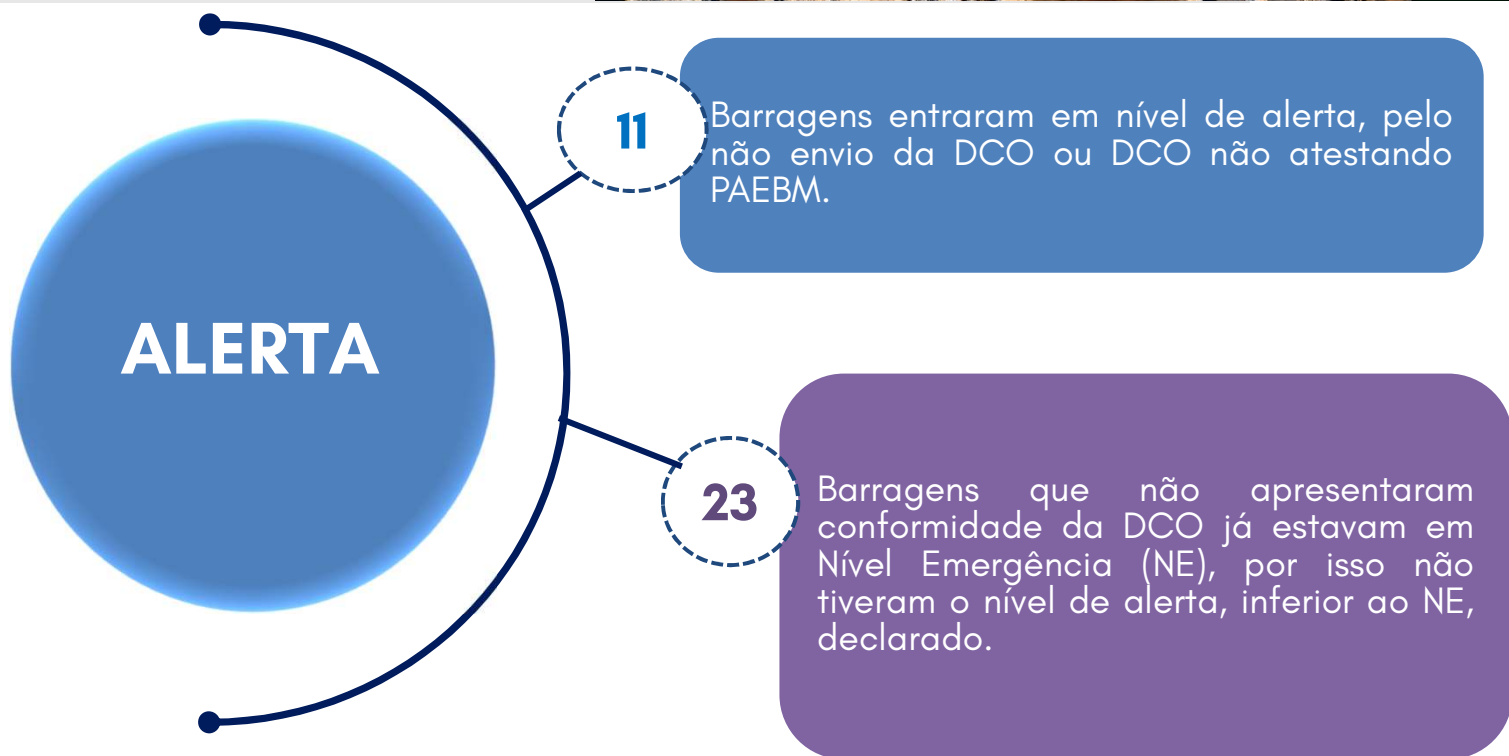 ALERTA
11
Barragens entraram em nível de alerta, pelo
não envio da DCO ou DCO não atestando
PAEBM.
23
Barragens que não apresentaram
conformidade da DCO já estavam em
Nível Emergência (NE), por isso não
tiveram o nível de alerta, inferior ao NE,
declarado.